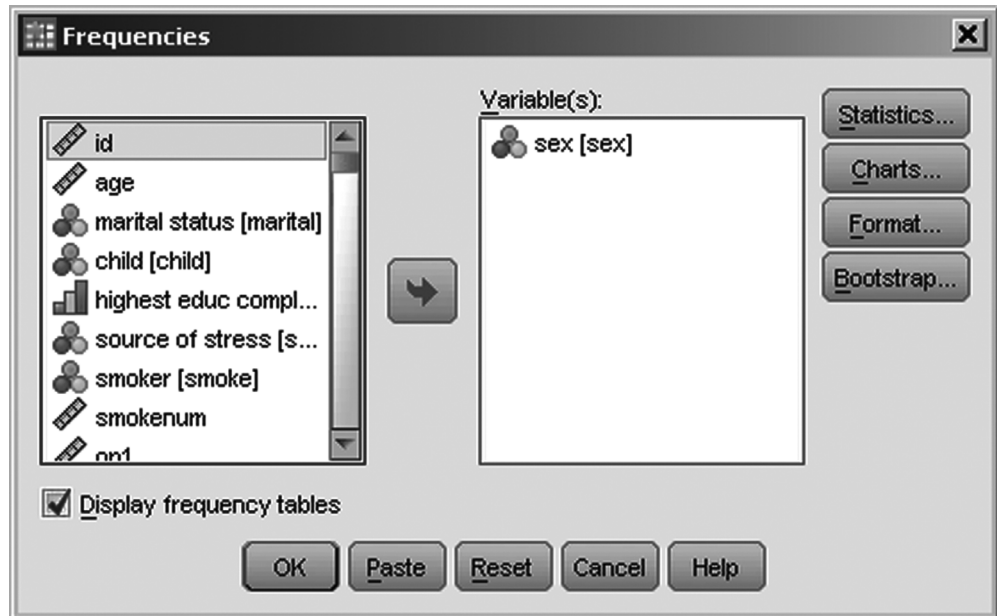 Frequencies
Variable(s):
id
age
marital status [marital]
child [child]
highest educ compl...
source of stress [s...
smoker [smoke]
smokenum
op1
sex [sex]
Statistics...
Charts...
Format...
Bootstrap...
Display frequency tables
OK
Paste
Reset
Cancel
Help